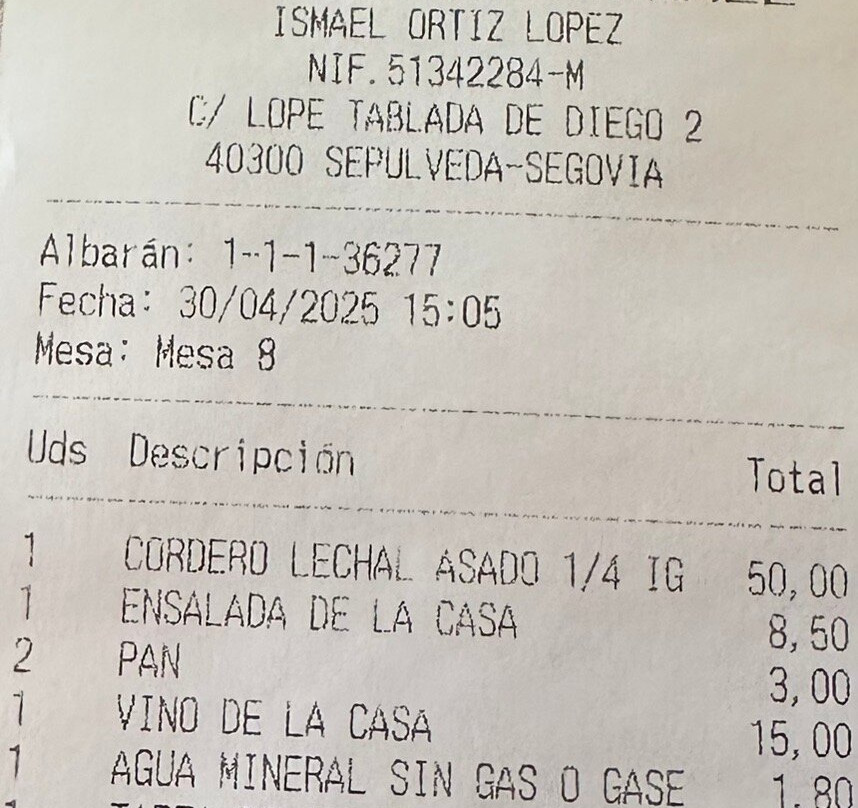 ISMAEL ORTIZ LOPEZ
NIF.51342284-M
C/ LOPE TABLADA DE DIEGO 2
40300 SEPULVEDA-SEGOVIA
Albarán: 1-1-1-36277
Fecha: 30/04/2025 15:05
Mesa: Mesa 8
Uds Descripción Total
1 CORDERO LECHAL ASADO 1/4 IG 50,00
1 ENSALADA DE LA CASA 8,50
2 PAN 3,00
1 VINO DE LA CASA 15,00
1 AGUA MINERAL SIN GAS O GASE 1,80